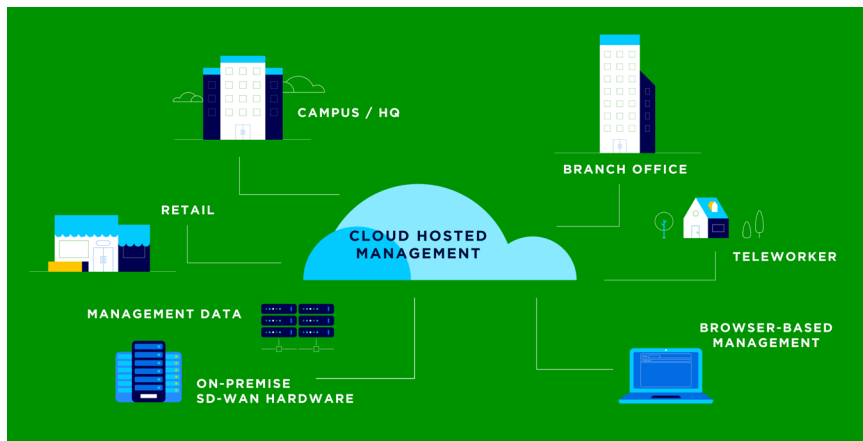 CAMPUS / HQ
BRANCH OFFICE
RETAIL
CLOUD HOSTED
MANAGEMENT
TELEWORKER
MANAGEMENT DATA
BROWSER-BASED
MANAGEMENT
ON-PREMISE
SD-WAN HARDWARE